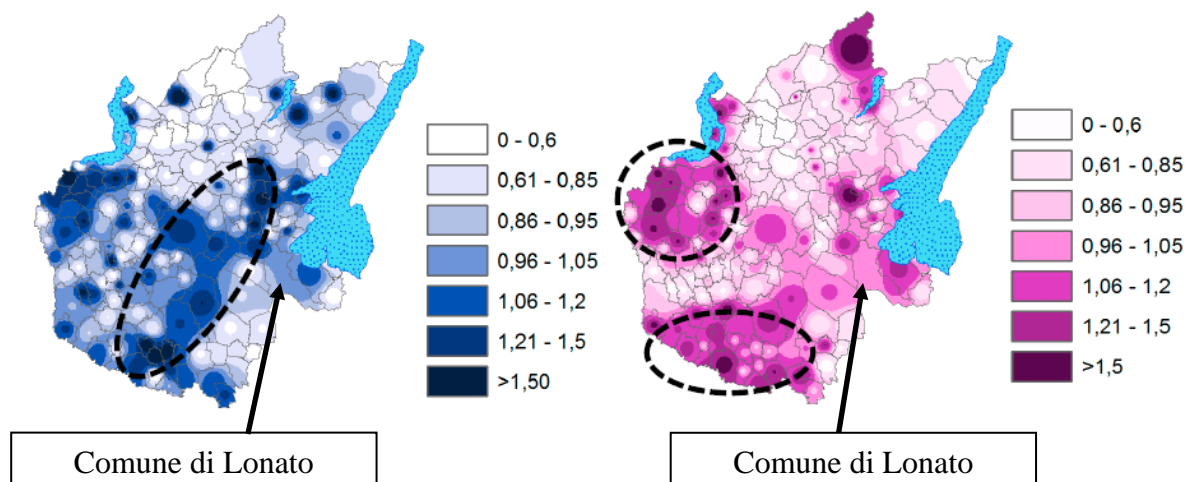 0 - 0,6
0,61 - 0,85
0,86 - 0,95
0,96 - 1,05
1,06 - 1,2
1,21 - 1,5
>1,50
Comune di Lonato
0 - 0,6
0,61 - 0,85
0,86 - 0,95
0,96 - 1,05
1,06 - 1,2
1,21 - 1,5
>1,5
Comune di Lonato